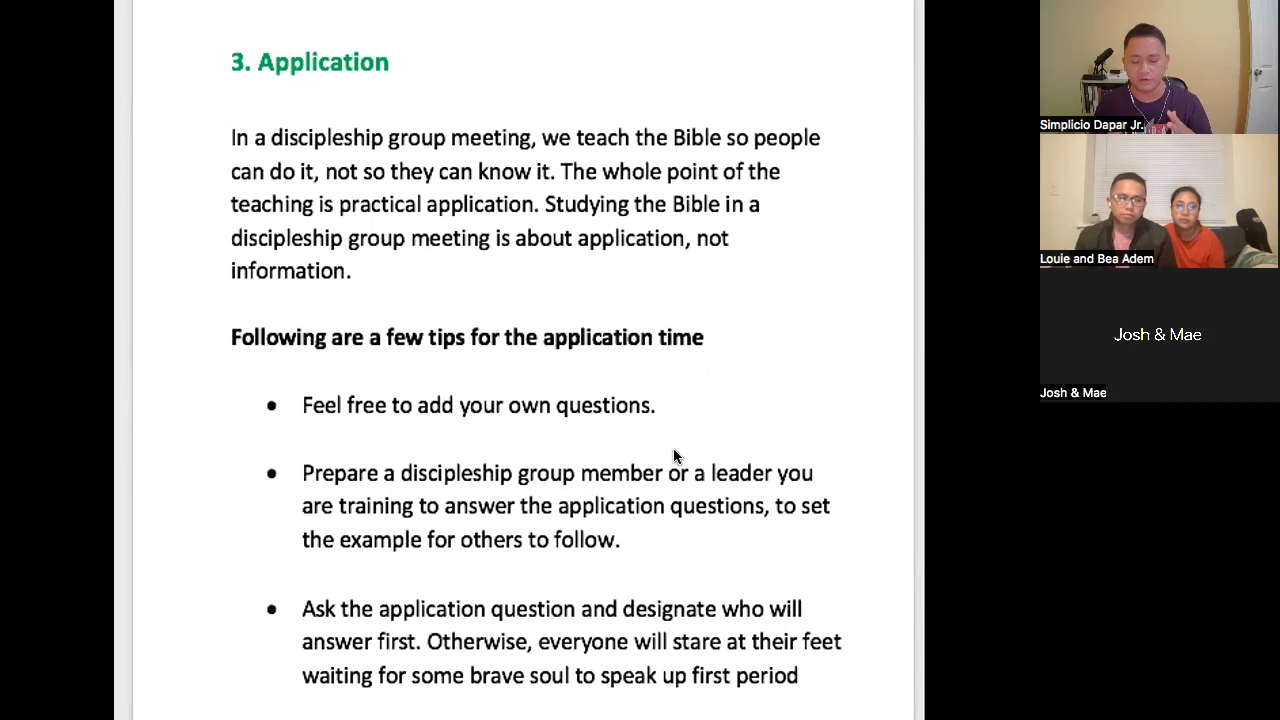 3. Application
In a discipleship group meeting, we teach the Bible so people
can do it, not so they can know it. The whole point of the
teaching is practical application. Studying the Bible in a
discipleship group meeting is about application, not
information.
Following are a few tips for the application time
• Feel free to add your own questions.
• Prepare a discipleship group member or a leader you
are training to answer the application questions, to set
the example for others to follow.
• Ask the application question and designate who will
answer first. Otherwise, everyone will stare at their feet
waiting for some brave soul to speak up first period
Simplicio Dapar Jr.
Louie and Bea Adem
Josh & Mae
Josh & Mae